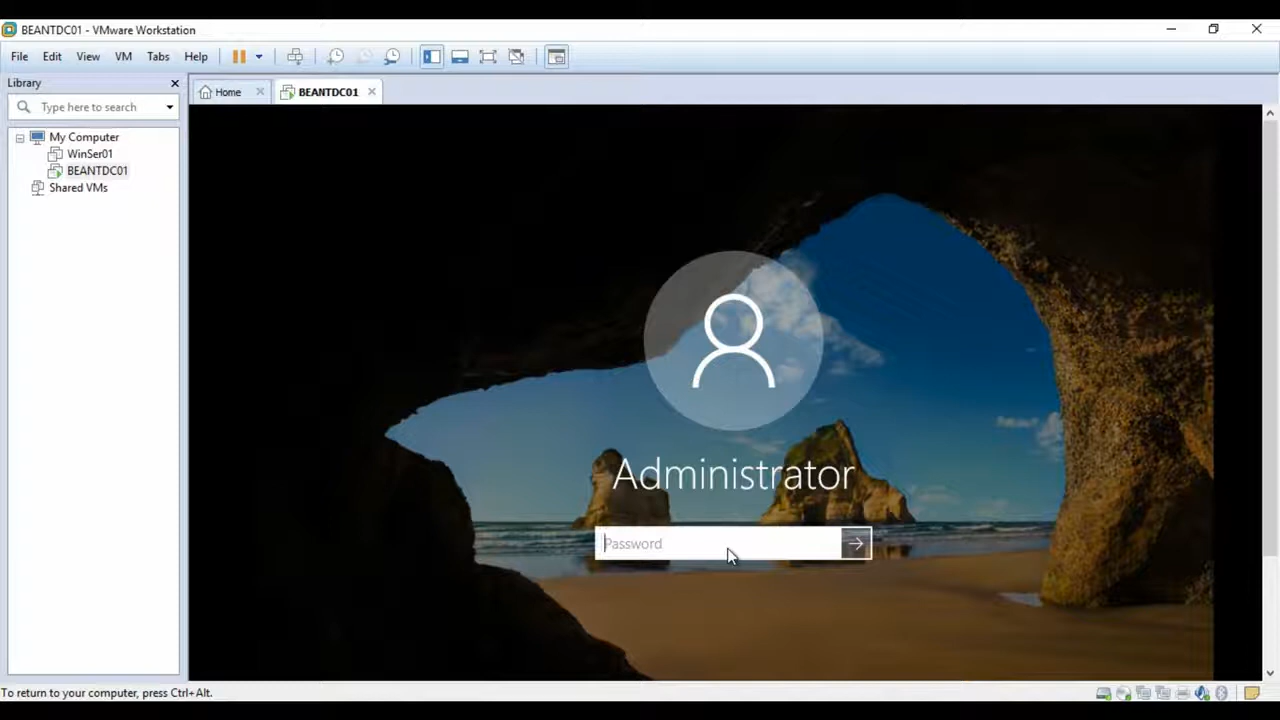 BEANTDC01 - VMware Workstation
File Edit View VM Tabs Help
Library
Type here to search
My Computer
WinSer01
BEANTDC01
Shared VMs
Home
BEANTDC01
Administrator
Password
To return to your computer, press Ctrl+Alt.